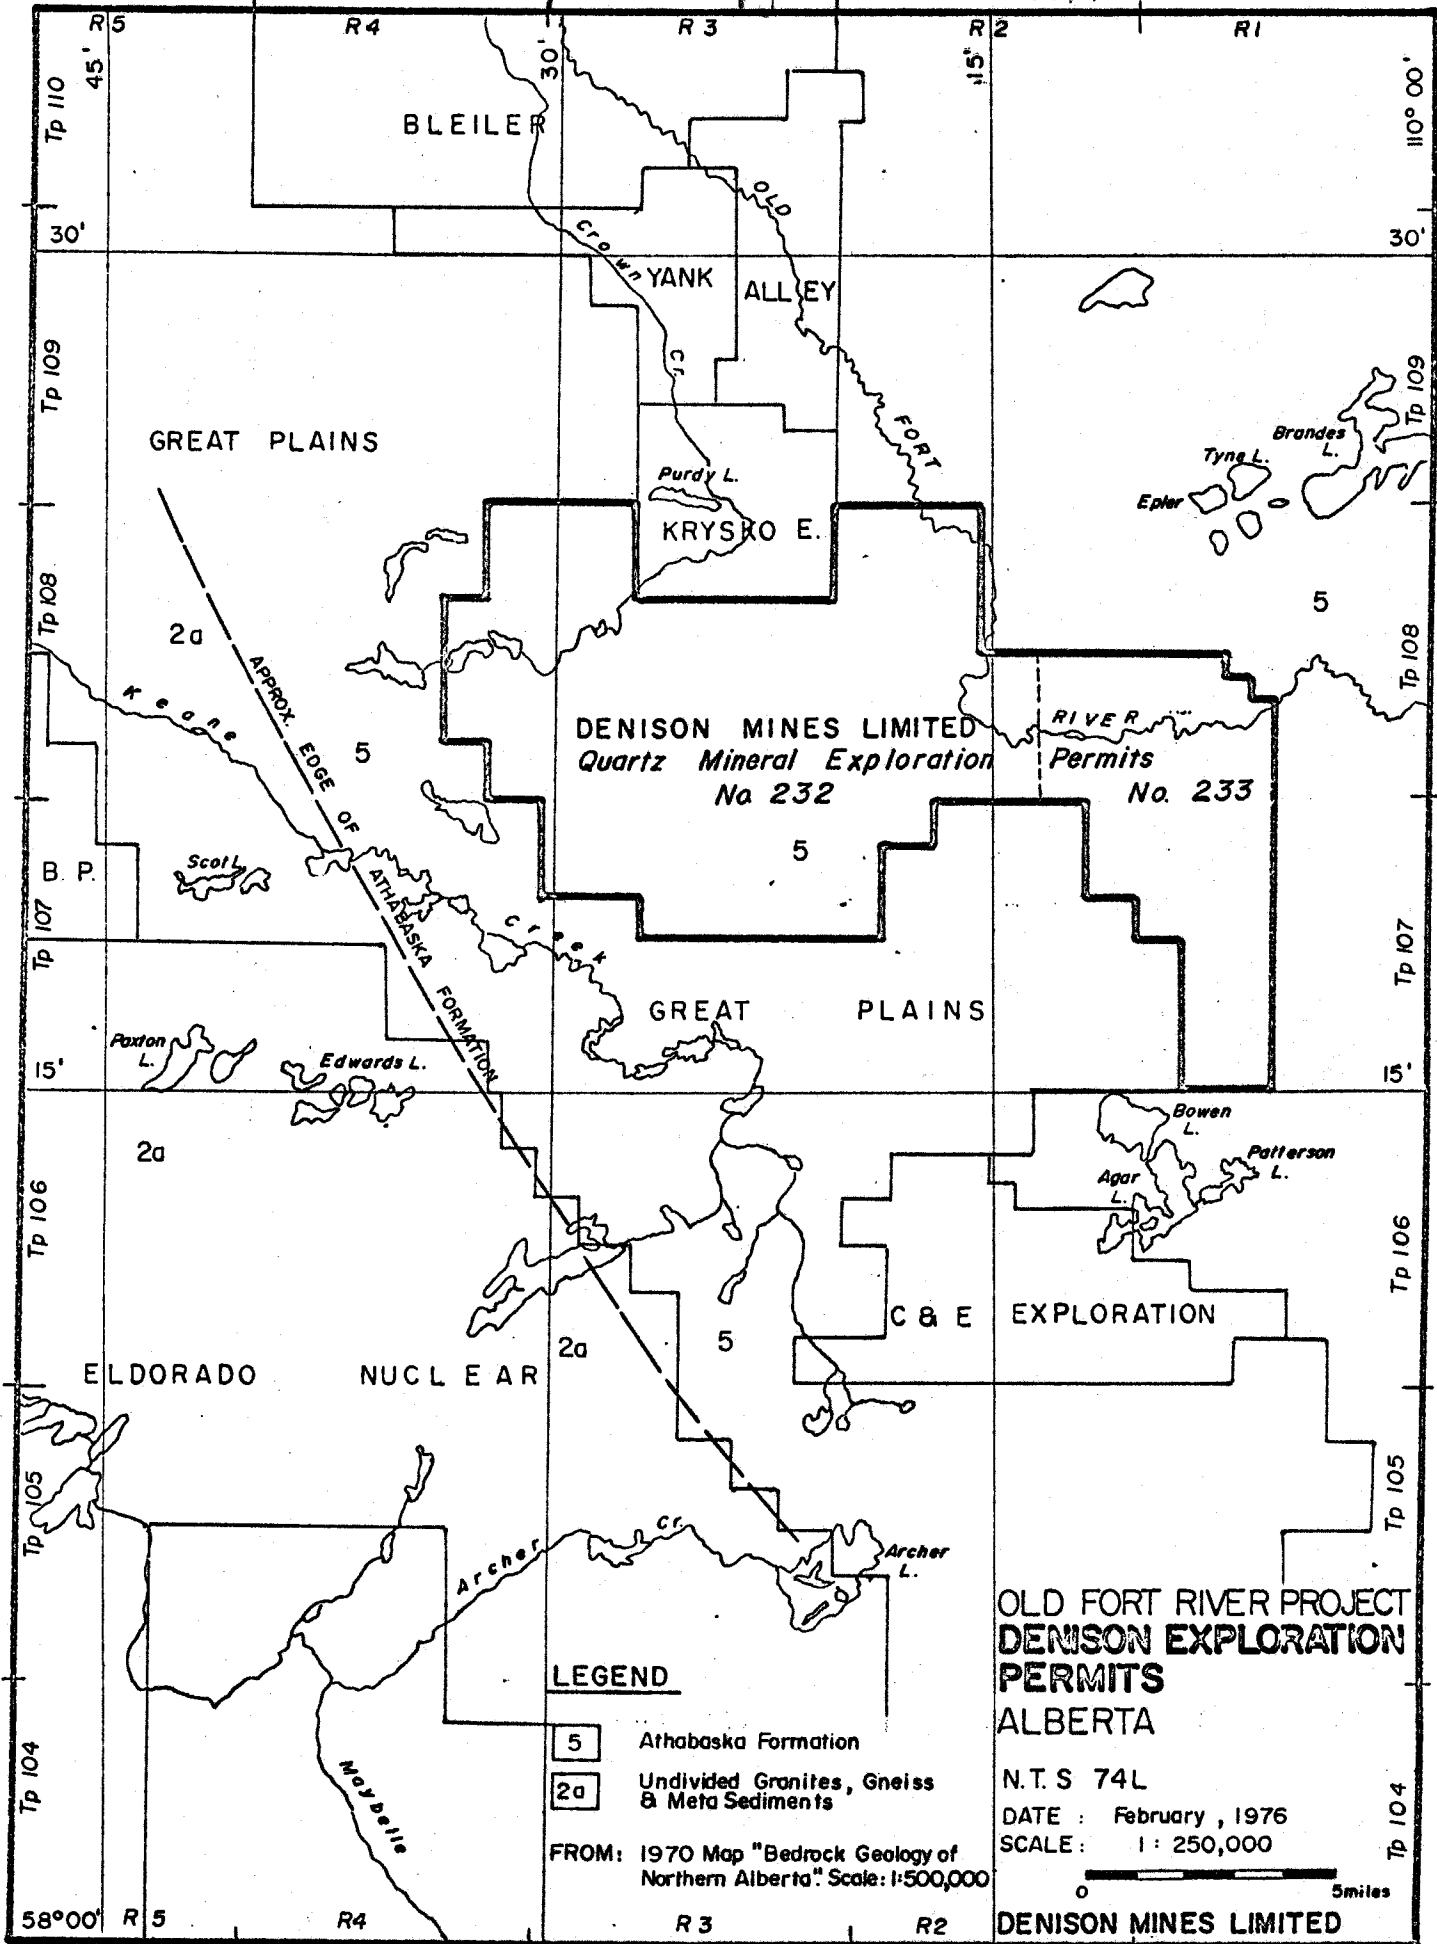 R5 R4 R3 R2 R1
45' 30' 15' 110° 00'
Tp 110
BLEILER
OLD
30' 30'
Crown Cr.
YANK ALLEY
Tp 109 Tp 109
GREAT PLAINS
FORT
Brandes L.
Tyne L.
Epler
Purdy L.
KRYSKO E.
5
Tp 108 Tp 108
2a
Keane Creek
APPROX. EDGE OF ATHABASKA FORMATION
5
RIVER
DENISON MINES LIMITED
Quartz Mineral Exploration Permits
No 232 No. 233
5
B. P.
Scot L.
Tp 107 Tp 107
GREAT PLAINS
Paxton L.
Edwards L.
15' 15'
Bowen L.
Patterson L.
Agar L.
2a
Tp 106 Tp 106
C & E EXPLORATION
2a 5
ELDORADO NUCLEAR
Tp 105 Tp 105
Archer Cr.
Archer L.
OLD FORT RIVER PROJECT
DENISON EXPLORATION
PERMITS
ALBERTA
N.T.S 74L
DATE : February , 1976
SCALE : 1 : 250,000
0 5miles
DENISON MINES LIMITED
LEGEND
5 Athabaska Formation
2a Undivided Granites, Gneiss
& Meta Sediments
FROM: 1970 Map "Bedrock Geology of
Northern Alberta". Scale: 1:500,000
Maybelle
Tp 104 Tp 104
58°00' R5 R4 R3 R2